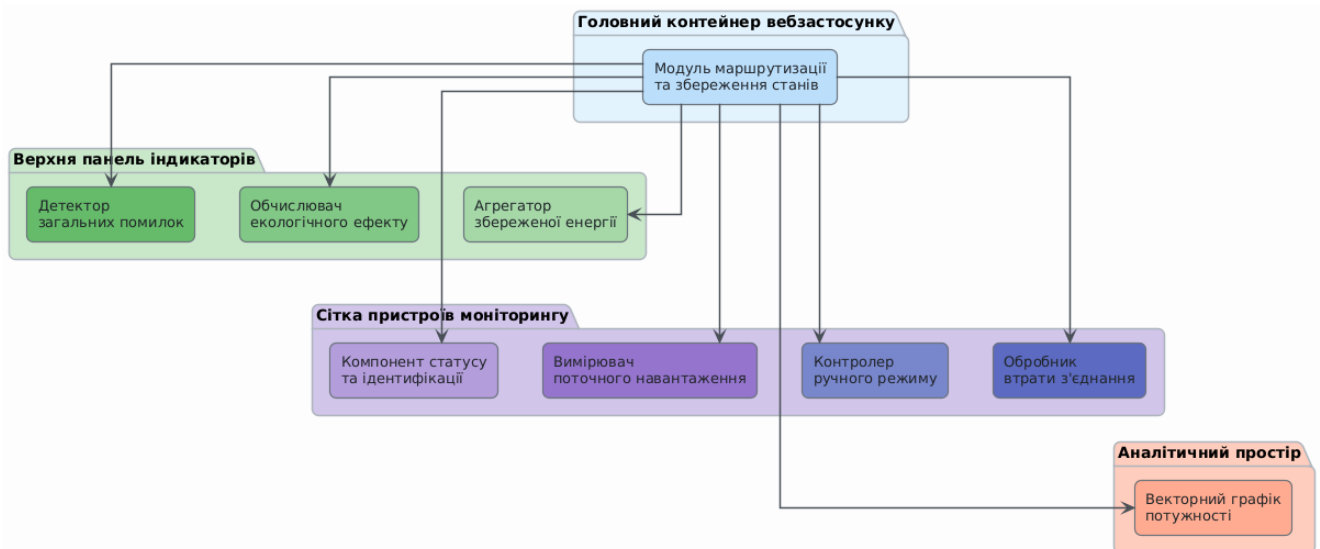 Головний контейнер вебзастосунку
Модуль маршрутизації
та збереження станів
Верхня панель індикаторів
Детектор
загальних помилок
Обчислювач
екологічного ефекту
Агрегатор
збереженої енергії
Сітка пристроїв моніторингу
Компонент статусу
та ідентифікації
Вимірювач
поточного навантаження
Контролер
ручного режиму
Обробник
втрати з'єднання
Аналітичний простір
Векторний графік
потужності